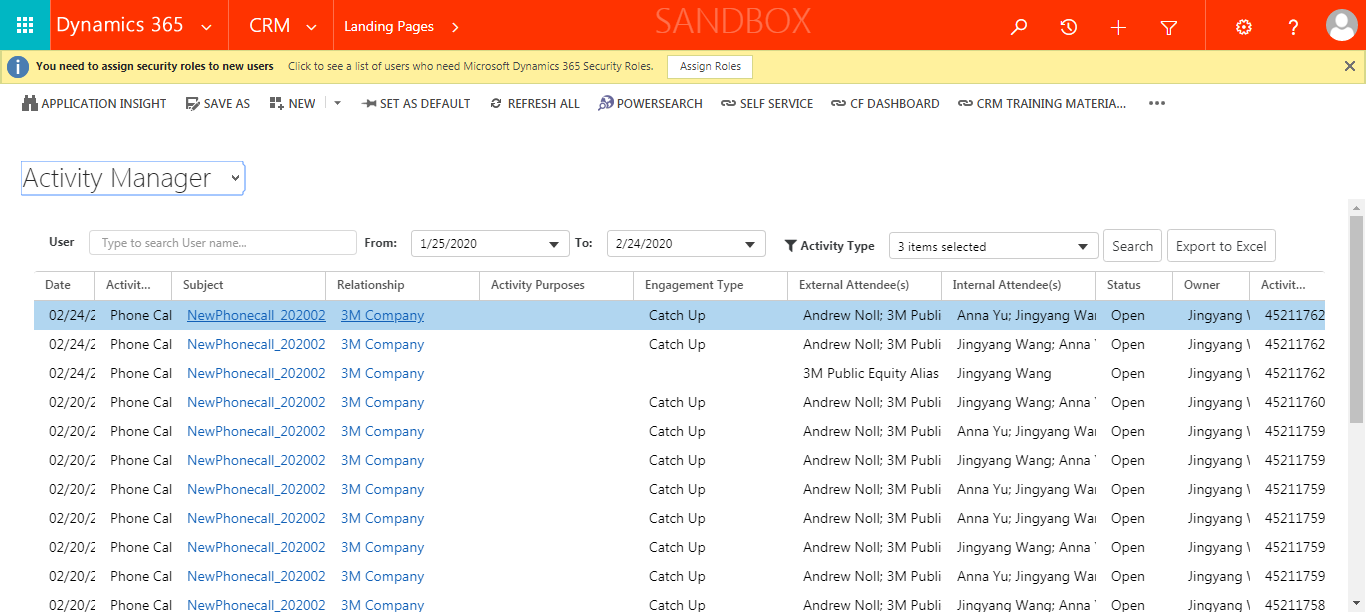 Dynamics 365 CRM Landing Pages SANDBOX
You need to assign security roles to new users Click to see a list of users who need Microsoft Dynamics 365 Security Roles. Assign Roles
APPLICATION INSIGHT SAVE AS NEW SET AS DEFAULT REFRESH ALL POWERSEARCH SELF SERVICE CF DASHBOARD CRM TRAINING MATERIA...
Activity Manager
User Type to search User name... From: 1/25/2020 To: 2/24/2020 Activity Type 3 items selected Search Export to Excel
Date Activit... Subject Relationship Activity Purposes Engagement Type External Attendee(s) Internal Attendee(s) Status Owner Activit...
02/24/2 Phone Cal NewPhonecall_202002 3M Company Catch Up Andrew Noll; 3M Publi Anna Yu; Jingyang Wa Open Jingyang 45211762
02/24/2 Phone Cal NewPhonecall_202002 3M Company Catch Up Andrew Noll; 3M Publi Jingyang Wang; Anna Open Jingyang 45211762
02/24/2 Phone Cal NewPhonecall_202002 3M Company 3M Public Equity Alias Jingyang Wang Open Jingyang 45211762
02/20/2 Phone Cal NewPhonecall_202002 3M Company Catch Up Andrew Noll; 3M Publi Jingyang Wang; Anna Open Jingyang 45211760
02/20/2 Phone Cal NewPhonecall_202002 3M Company Catch Up Andrew Noll; 3M Publi Anna Yu; Jingyang Wa Open Jingyang 45211759
02/20/2 Phone Cal NewPhonecall_202002 3M Company Catch Up Andrew Noll; 3M Publi Jingyang Wang; Anna Open Jingyang 45211759
02/20/2 Phone Cal NewPhonecall_202002 3M Company Catch Up Andrew Noll; 3M Publi Anna Yu; Jingyang Wa Open Jingyang 45211759
02/20/2 Phone Cal NewPhonecall_202002 3M Company Catch Up Andrew Noll; 3M Publi Anna Yu; Jingyang Wa Open Jingyang 45211759
02/20/2 Phone Cal NewPhonecall_202002 3M Company Catch Up Andrew Noll; 3M Publi Jingyang Wang; Anna Open Jingyang 45211759
02/20/2 Phone Cal NewPhonecall_202002 3M Company Catch Up Andrew Noll; 3M Publi Anna Yu; Jingyang Wa Open Jingyang 45211759
02/20/2 Phone Cal NewPhonecall_202002 3M Company Catch Up Andrew Noll; 3M Publi Jingyang Wang; Anna Open Jingyang 45211758